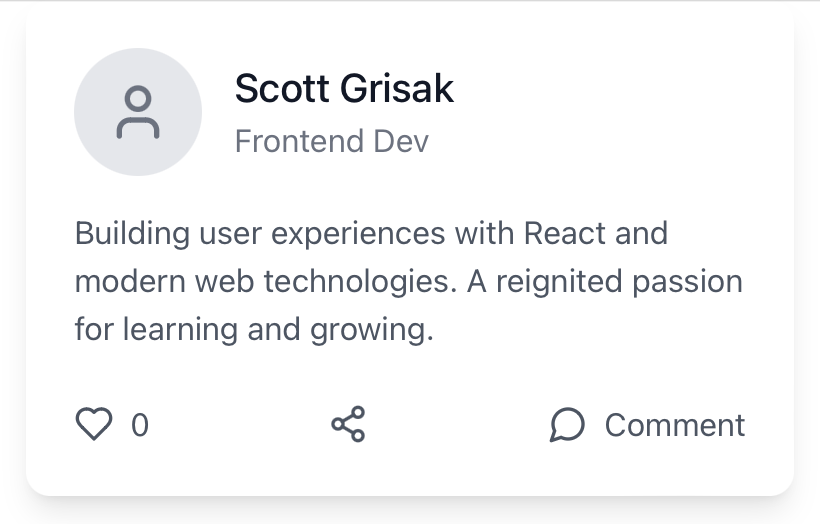 Scott Grisak
Frontend Dev
Building user experiences with React and
modern web technologies. A reignited passion
for learning and growing.
0
Comment